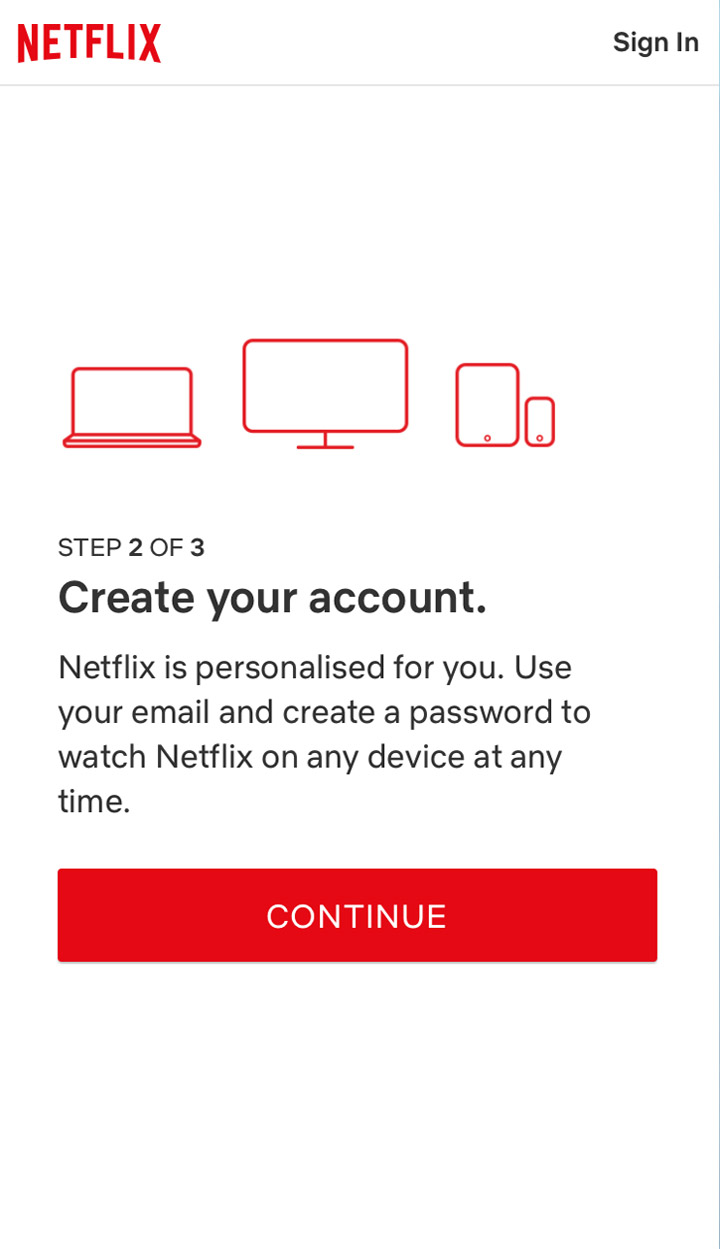 NETFLIX
Sign In
STEP 2 OF 3
Create your account.
Netflix is personalised for you. Use
your email and create a password to
watch Netflix on any device at any
time.
CONTINUE